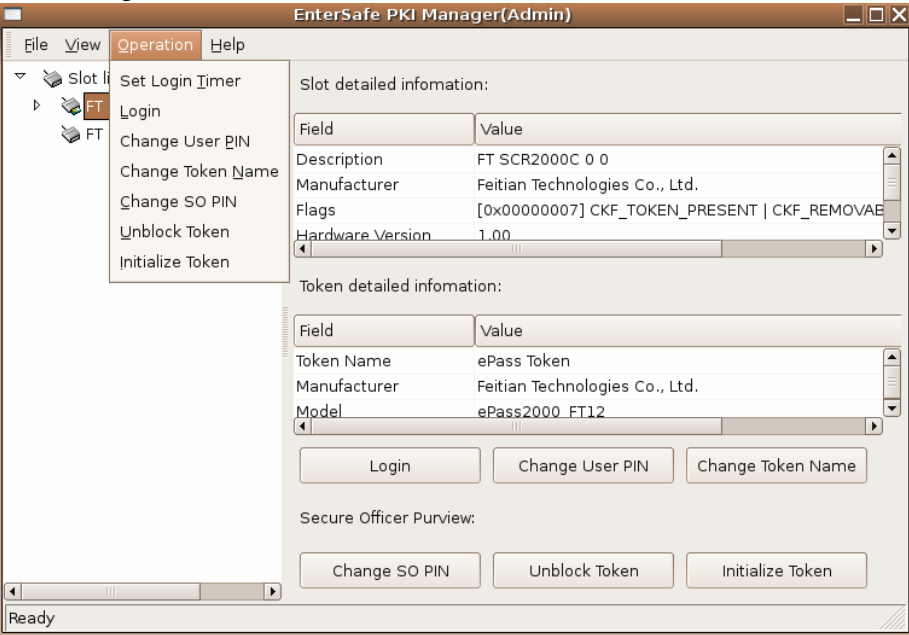 EnterSafe PKI Manager(Admin)
File View Operation Help
Slot li
FT
FT
Set Login Timer
Login
Change User PIN
Change Token Name
Change SO PIN
Unblock Token
Initialize Token
Slot detailed infomation:
Field Value
Description FT SCR2000C 0 0
Manufacturer Feitian Technologies Co., Ltd.
Flags [0x00000007] CKF_TOKEN_PRESENT | CKF_REMOVAB
Hardware Version 1.00
Token detailed infomation:
Field Value
Token Name ePass Token
Manufacturer Feitian Technologies Co., Ltd.
Model ePass2000_FT12
Login Change User PIN Change Token Name
Secure Officer Purview:
Change SO PIN Unblock Token Initialize Token
Ready